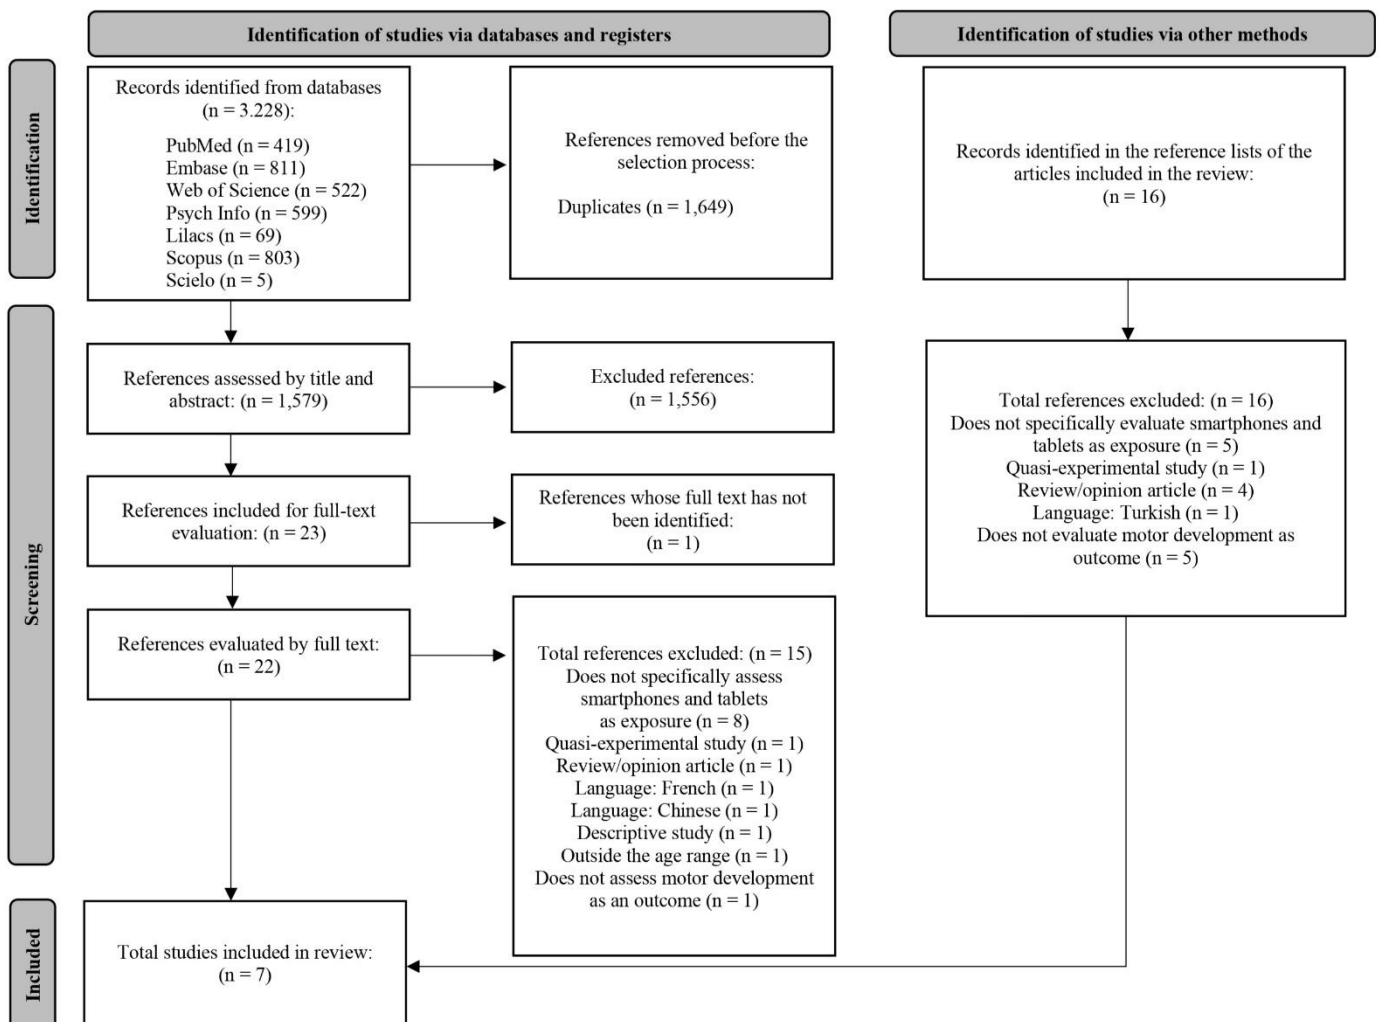 Identification of studies via databases and registers
Identification of studies via other methods
Identification
Records identified from databases
(n = 3.228):
PubMed (n = 419)
Embase (n = 811)
Web of Science (n = 522)
Psych Info (n = 599)
Lilacs (n = 69)
Scopus (n = 803)
Scielo (n = 5)
References removed before the
selection process:
Duplicates (n = 1,649)
Records identified in the reference lists of the
articles included in the review:
(n = 16)
Screening
References assessed by title and
abstract: (n = 1,579)
Excluded references:
(n = 1,556)
References included for full-text
evaluation: (n = 23)
References whose full text has not
been identified:
(n = 1)
References evaluated by full text:
(n = 22)
Total references excluded: (n = 15)
Does not specifically assess
smartphones and tablets
as exposure (n = 8)
Quasi-experimental study (n = 1)
Review/opinion article (n = 1)
Language: French (n = 1)
Language: Chinese (n = 1)
Descriptive study (n = 1)
Outside the age range (n = 1)
Does not assess motor development
as an outcome (n = 1)
Total references excluded: (n = 16)
Does not specifically evaluate smartphones and
tablets as exposure (n = 5)
Quasi-experimental study (n = 1)
Review/opinion article (n = 4)
Language: Turkish (n = 1)
Does not evaluate motor development as
outcome (n = 5)
Included
Total studies included in review:
(n = 7)